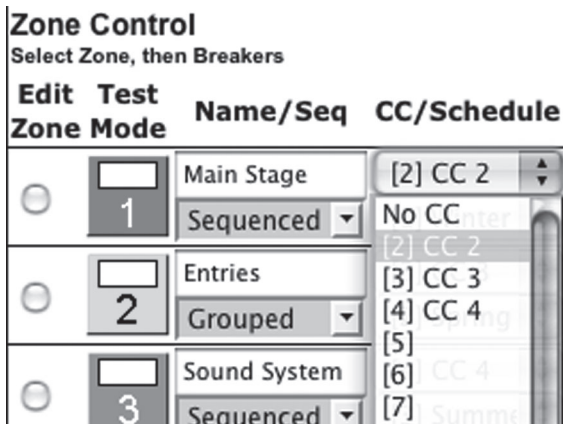 Zone Control
Select Zone, then Breakers
Edit Zone
Test Mode
Name/Seq
CC/Schedule
1
Main Stage
Sequenced
[2] CC 2
2
Entries
Grouped
3
Sound System
Sequenced
No CC
[2] CC 2
[3] CC 3
[4] CC 4
[5]
[6]
[7]